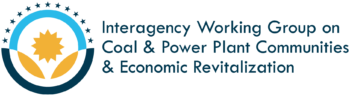 Interagency Working Group on
Coal & Power Plant Communities
& Economic Revitalization